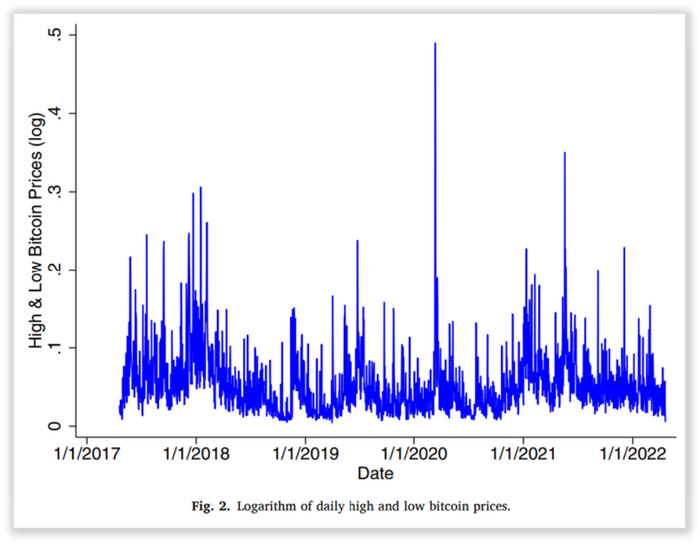 High & Low Bitcoin Prices (log)
.5
.4
.3
.2
.1
0
1/1/2017 1/1/2018 1/1/2019 1/1/2020 1/1/2021 1/1/2022
Date
Fig. 2. Logarithm of daily high and low bitcoin prices.